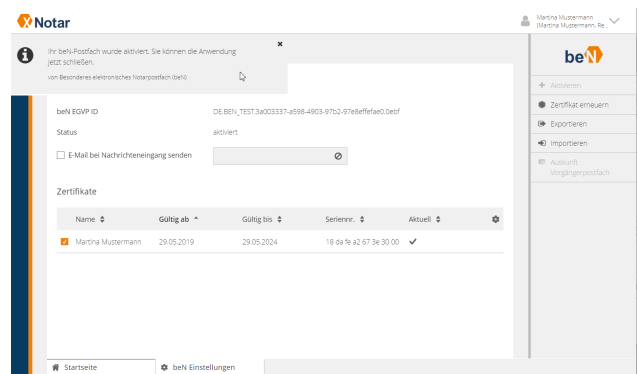 XNotar
Martina Mustermann
(Martina Mustermann, Re...
Ihr beN-Postfach wurde aktiviert. Sie können die Anwendung
jetzt schließen.
von Besonderes elektronisches Notarpostfach (beN)
beN
Aktivieren
Zertifikat erneuern
Exportieren
Importieren
Auskunft
Vorgängerpostfach
beN EGVP ID DE.BEN_TEST.3a003337-a598-4903-97b2-97e8effefae0.0ebf
Status aktiviert
E-Mail bei Nachrichteneingang senden
Zertifikate
Name Gültig ab Gültig bis Seriennr. Aktuell
Martina Mustermann 29.05.2019 29.05.2024 18 da fe a2 67 3e 30 00
Startseite beN Einstellungen